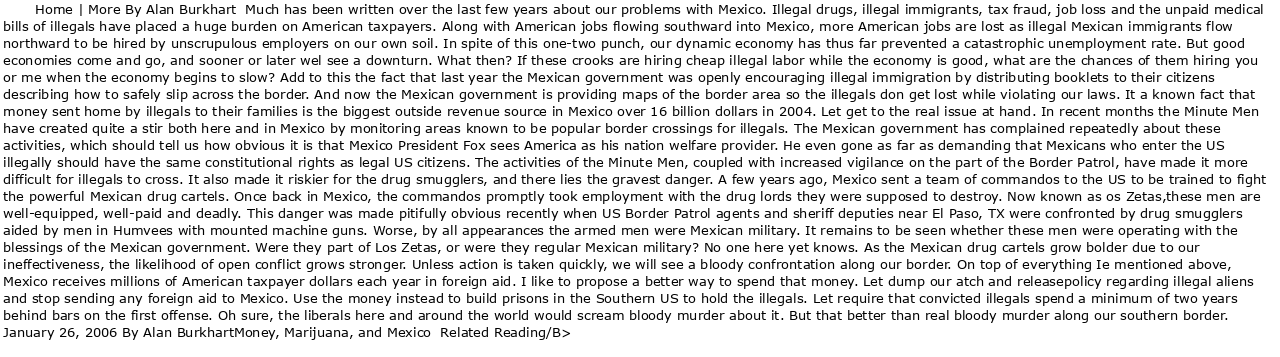 Home | More By Alan Burkhart  Much has been written over the last few years about our problems with Mexico. Illegal drugs, illegal immigrants, tax fraud, job loss and the unpaid medical
bills of illegals have placed a huge burden on American taxpayers. Along with American jobs flowing southward into Mexico, more American jobs are lost as illegal Mexican immigrants flow
northward to be hired by unscrupulous employers on our own soil. In spite of this one-two punch, our dynamic economy has thus far prevented a catastrophic unemployment rate. But good
economies come and go, and sooner or later wel see a downturn. What then? If these crooks are hiring cheap illegal labor while the economy is good, what are the chances of them hiring you
or me when the economy begins to slow? Add to this the fact that last year the Mexican government was openly encouraging illegal immigration by distributing booklets to their citizens
describing how to safely slip across the border. And now the Mexican government is providing maps of the border area so the illegals don get lost while violating our laws. It a known fact that
money sent home by illegals to their families is the biggest outside revenue source in Mexico over 16 billion dollars in 2004. Let get to the real issue at hand. In recent months the Minute Men
have created quite a stir both here and in Mexico by monitoring areas known to be popular border crossings for illegals. The Mexican government has complained repeatedly about these
activities, which should tell us how obvious it is that Mexico President Fox sees America as his nation welfare provider. He even gone as far as demanding that Mexicans who enter the US
illegally should have the same constitutional rights as legal US citizens. The activities of the Minute Men, coupled with increased vigilance on the part of the Border Patrol, have made it more
difficult for illegals to cross. It also made it riskier for the drug smugglers, and there lies the gravest danger. A few years ago, Mexico sent a team of commandos to the US to be trained to fight
the powerful Mexican drug cartels. Once back in Mexico, the commandos promptly took employment with the drug lords they were supposed to destroy. Now known as os Zetas,these men are
well-equipped, well-paid and deadly. This danger was made pitifully obvious recently when US Border Patrol agents and sheriff deputies near El Paso, TX were confronted by drug smugglers
aided by men in Humvees with mounted machine guns. Worse, by all appearances the armed men were Mexican military. It remains to be seen whether these men were operating with the
blessings of the Mexican government. Were they part of Los Zetas, or were they regular Mexican military? No one here yet knows. As the Mexican drug cartels grow bolder due to our
ineffectiveness, the likelihood of open conflict grows stronger. Unless action is taken quickly, we will see a bloody confrontation along our border. On top of everything Ie mentioned above,
Mexico receives millions of American taxpayer dollars each year in foreign aid. I like to propose a better way to spend that money. Let dump our atch and releasepolicy regarding illegal aliens
and stop sending any foreign aid to Mexico. Use the money instead to build prisons in the Southern US to hold the illegals. Let require that convicted illegals spend a minimum of two years
behind bars on the first offense. Oh sure, the liberals here and around the world would scream bloody murder about it. But that better than real bloody murder along our southern border.
January 26, 2006 By Alan BurkhartMoney, Marijuana, and Mexico  Related Reading/B>